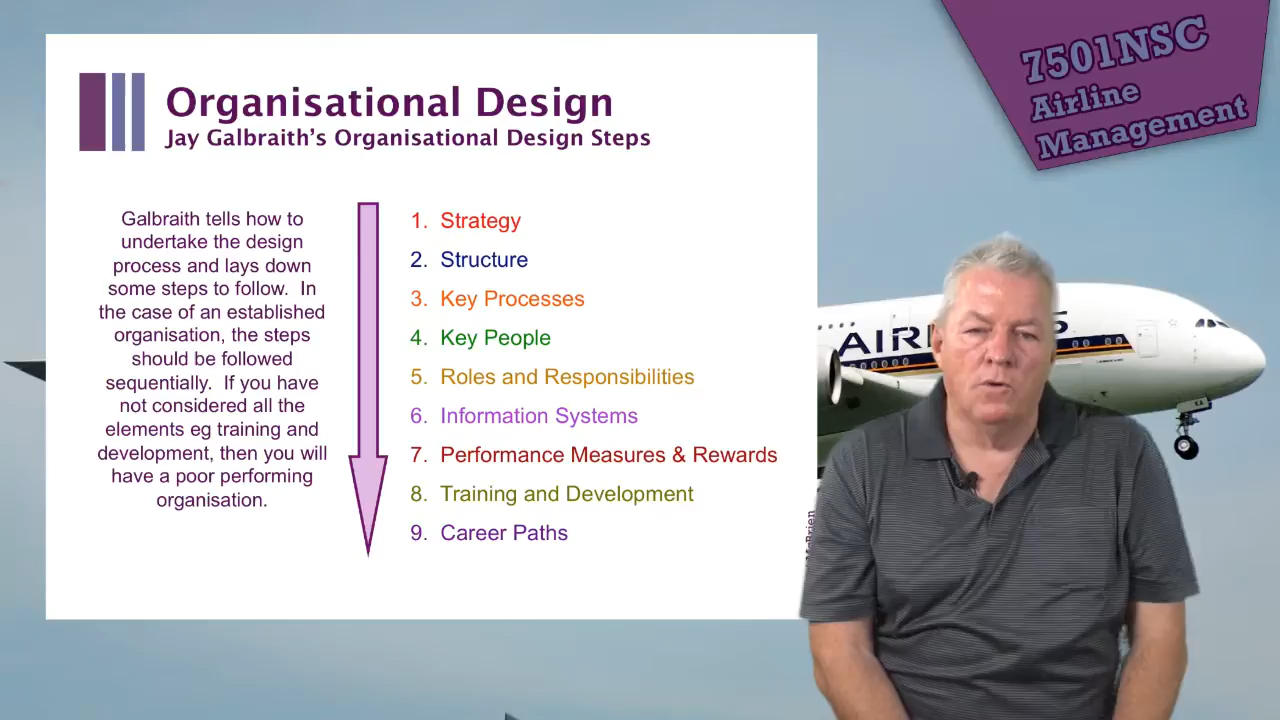 7501NSC
Airline
Management
Organisational Design
Jay Galbraith's Organisational Design Steps
Galbraith tells how to
undertake the design
process and lays down
some steps to follow. In
the case of an established
organisation, the steps
should be followed
sequentially. If you have
not considered all the
elements eg training and
development, then you will
have a poor performing
organisation.
1. Strategy
2. Structure
3. Key Processes
4. Key People
5. Roles and Responsibilities
6. Information Systems
7. Performance Measures & Rewards
8. Training and Development
9. Career Paths